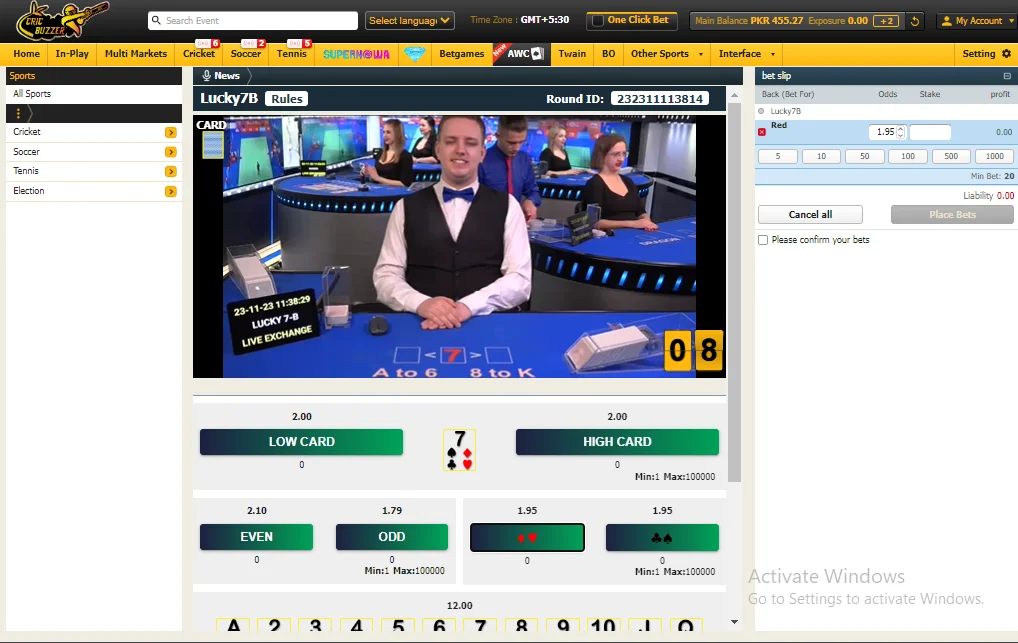 CRIC BUZZER
Search Event
Select language
Time Zone : GMT+5:30
One Click Bet
Main Balance PKR 455.27 Exposure 0.00 +2
My Account
Home In-Play Multi Markets Cricket 6 Soccer 2 Tennis 5 SUPERNOWA Betgames New AWC Twain BO Other Sports Interface Setting
Sports
All Sports
Cricket
Soccer
Tennis
Election
News
Lucky7B Rules
Round ID: 232311113814
CARD
23-11-23 11:38:29
LUCKY 7-B
LIVE EXCHANGE
DRAGON
< 7 >
A to 6 8 to K
0 8
2.00 2.00
LOW CARD 7 HIGH CARD
0 0
Min:1 Max:100000
2.10 1.79 1.95 1.95
EVEN ODD
0 0 0 0
Min:1 Max:100000 Min:1 Max:100000
12.00
A 2 3 4 5 6 7 8 9 10 J Q
bet slip
Back (Bet For) Odds Stake profit
Lucky7B
Red 1.95 0.00
5 10 50 100 500 1000
Min Bet: 20
Liability 0.00
Cancel all Place Bets
Please confirm your bets
Activate Windows
Go to Settings to activate Windows.